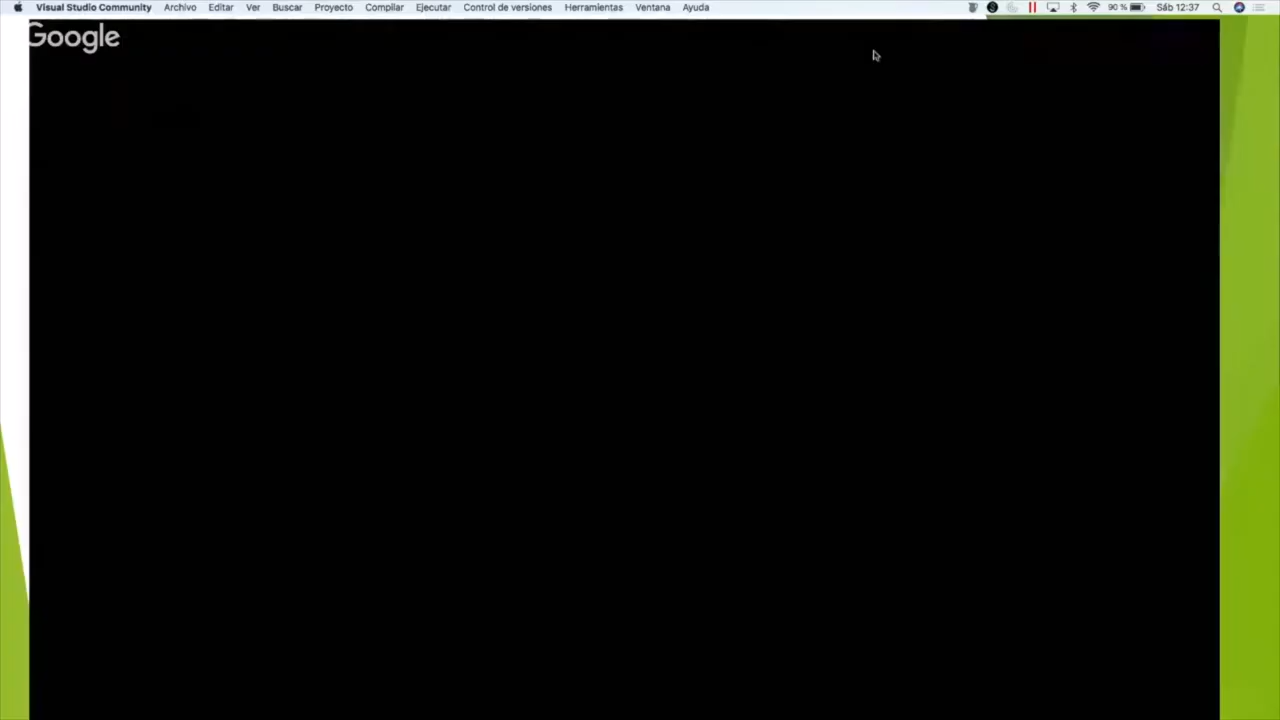 Visual Studio Community Archivo Editar Ver Buscar Proyecto Compilar Ejecutar Control de versiones Herramientas Ventana Ayuda 90 % Sáb 12:37
Google